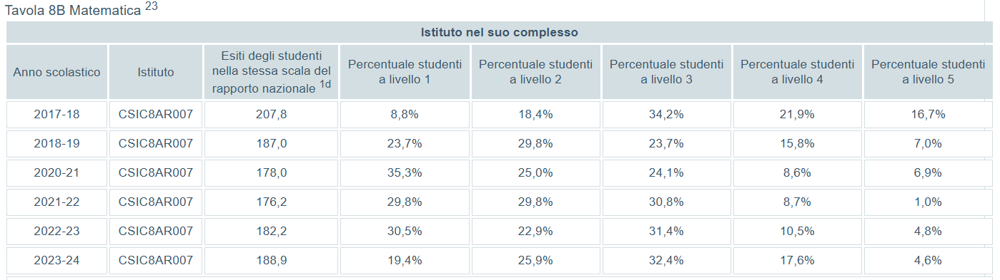 Tavola 8B Matematica 23
Istituto nel suo complesso
Anno scolastico
Istituto
Esiti degli studenti
nella stessa scala del
rapporto nazionale 1d
Percentuale studenti
a livello 1
Percentuale studenti
a livello 2
Percentuale studenti
a livello 3
Percentuale studenti
a livello 4
Percentuale studenti
a livello 5
2017-18 CSIC8AR007 207,8 8,8% 18,4% 34,2% 21,9% 16,7%
2018-19 CSIC8AR007 187,0 23,7% 29,8% 23,7% 15,8% 7,0%
2020-21 CSIC8AR007 178,0 35,3% 25,0% 24,1% 8,6% 6,9%
2021-22 CSIC8AR007 176,2 29,8% 29,8% 30,8% 8,7% 1,0%
2022-23 CSIC8AR007 182,2 30,5% 22,9% 31,4% 10,5% 4,8%
2023-24 CSIC8AR007 188,9 19,4% 25,9% 32,4% 17,6% 4,6%